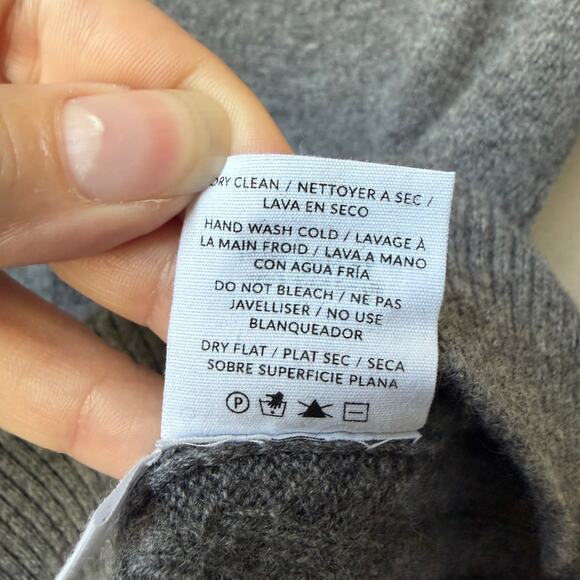 DRY CLEAN / NETTOYER A SEC /
LAVA EN SECO
HAND WASH COLD / LAVAGE À
LA MAIN FROID / LAVA A MANO
CON AGUA FRÍA
DO NOT BLEACH / NE PAS
JAVELLISER / NO USE
BLANQUEADOR
DRY FLAT / PLAT SEC / SECA
SOBRE SUPERFICIE PLANA
P